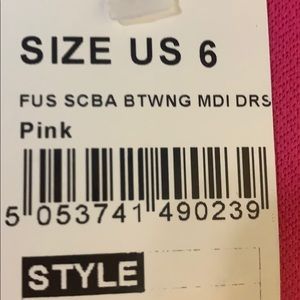 SIZE US 6
FUS SCBA BTWNG MDI DRS
Pink
5 053741 490239
STYLE